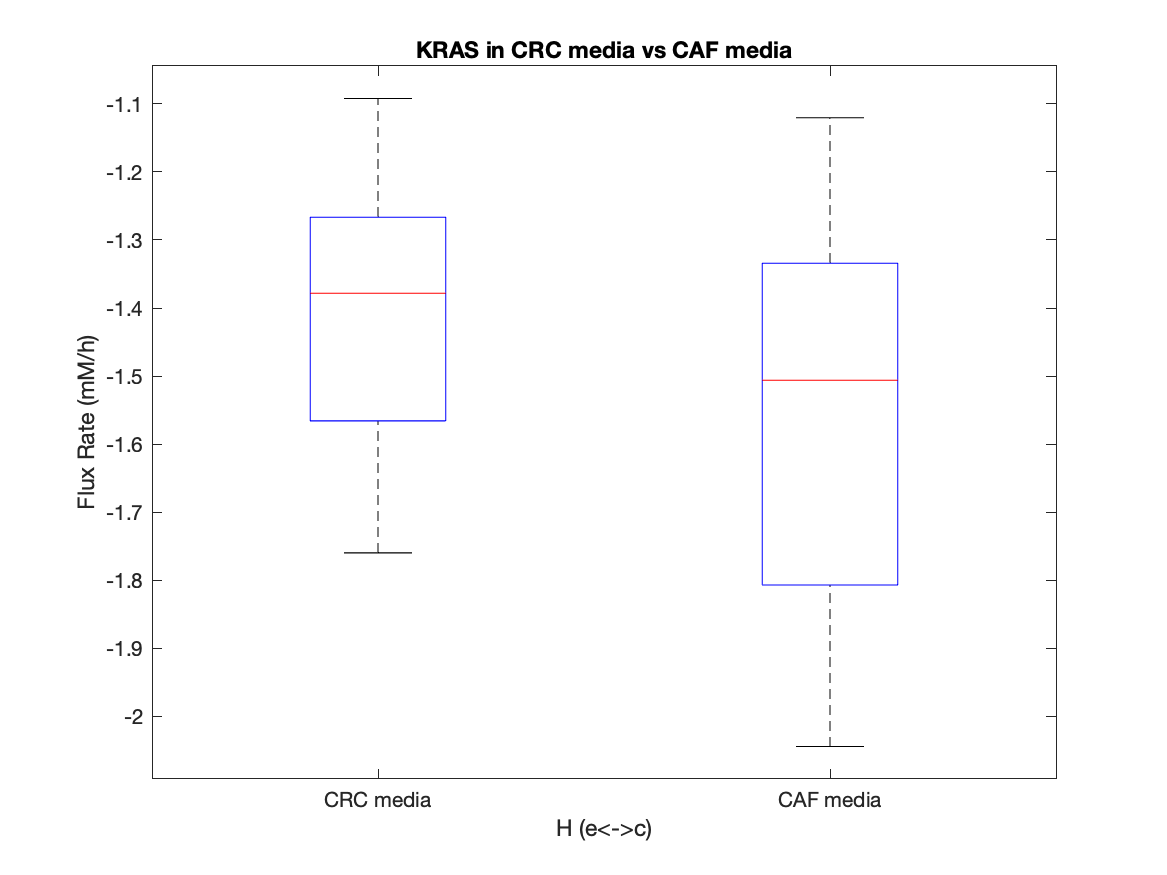 KRAS in CRC media vs CAF media
-1.1
-1.2
-1.3
-1.4
-1.5
-1.6
-1.7
-1.8
-1.9
-2
Flux Rate (mM/h)
CRC media
CAF media
H (e<->c)